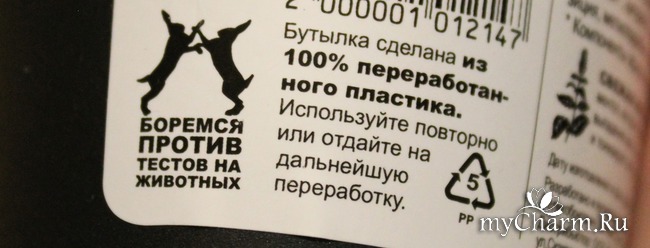 2 000001 012147
Бутылка сделана из
100% переработан-
ного пластика.
Используйте повторно
или отдайте на
дальнейшую
переработку.
БОРЕМСЯ
ПРОТИВ
ТЕСТОВ НА
ЖИВОТНЫХ
5
PP
myCharm.Ru